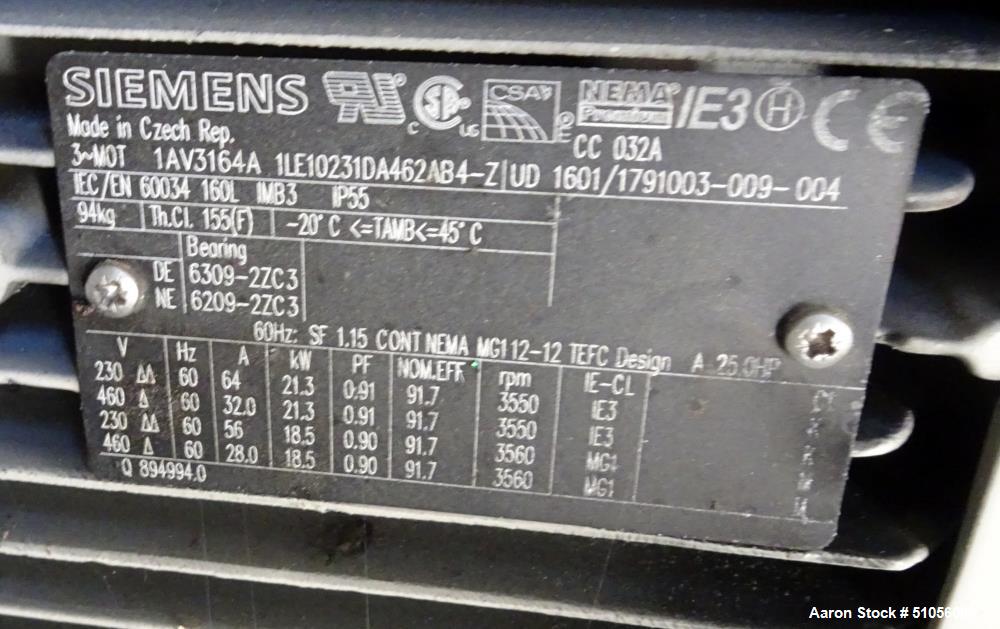 SIEMENS c UR c SA us CSA NEMA Premium IE3 H CE
Made in Czech Rep. CC 032A
3~MOT 1AV3164A 1LE10231DA462AB4-Z UD 1601/1791003-009-004
IEC/EN 60034 160L IMB3 IP55
94kg Th.Cl. 155(F) -20° C <=TAMB<=45° C
Bearing
DE 6309-2ZC3
NE 6209-2ZC3
60Hz: SF 1.15 CONT NEMA MG1 12-12 TEFC Design A 25.0HP
V Hz A kW PF NOM.EFF rpm IE-CL
230 ΔΔ 60 64 21.3 0.91 91.7 3550 IE3
460 Δ 60 32.0 21.3 0.91 91.7 3550 IE3
230 ΔΔ 60 56 18.5 0.90 91.7 3560 MG1
460 Δ 60 28.0 18.5 0.90 91.7 3560 MG1
Q 894994.0
Aaron Stock #